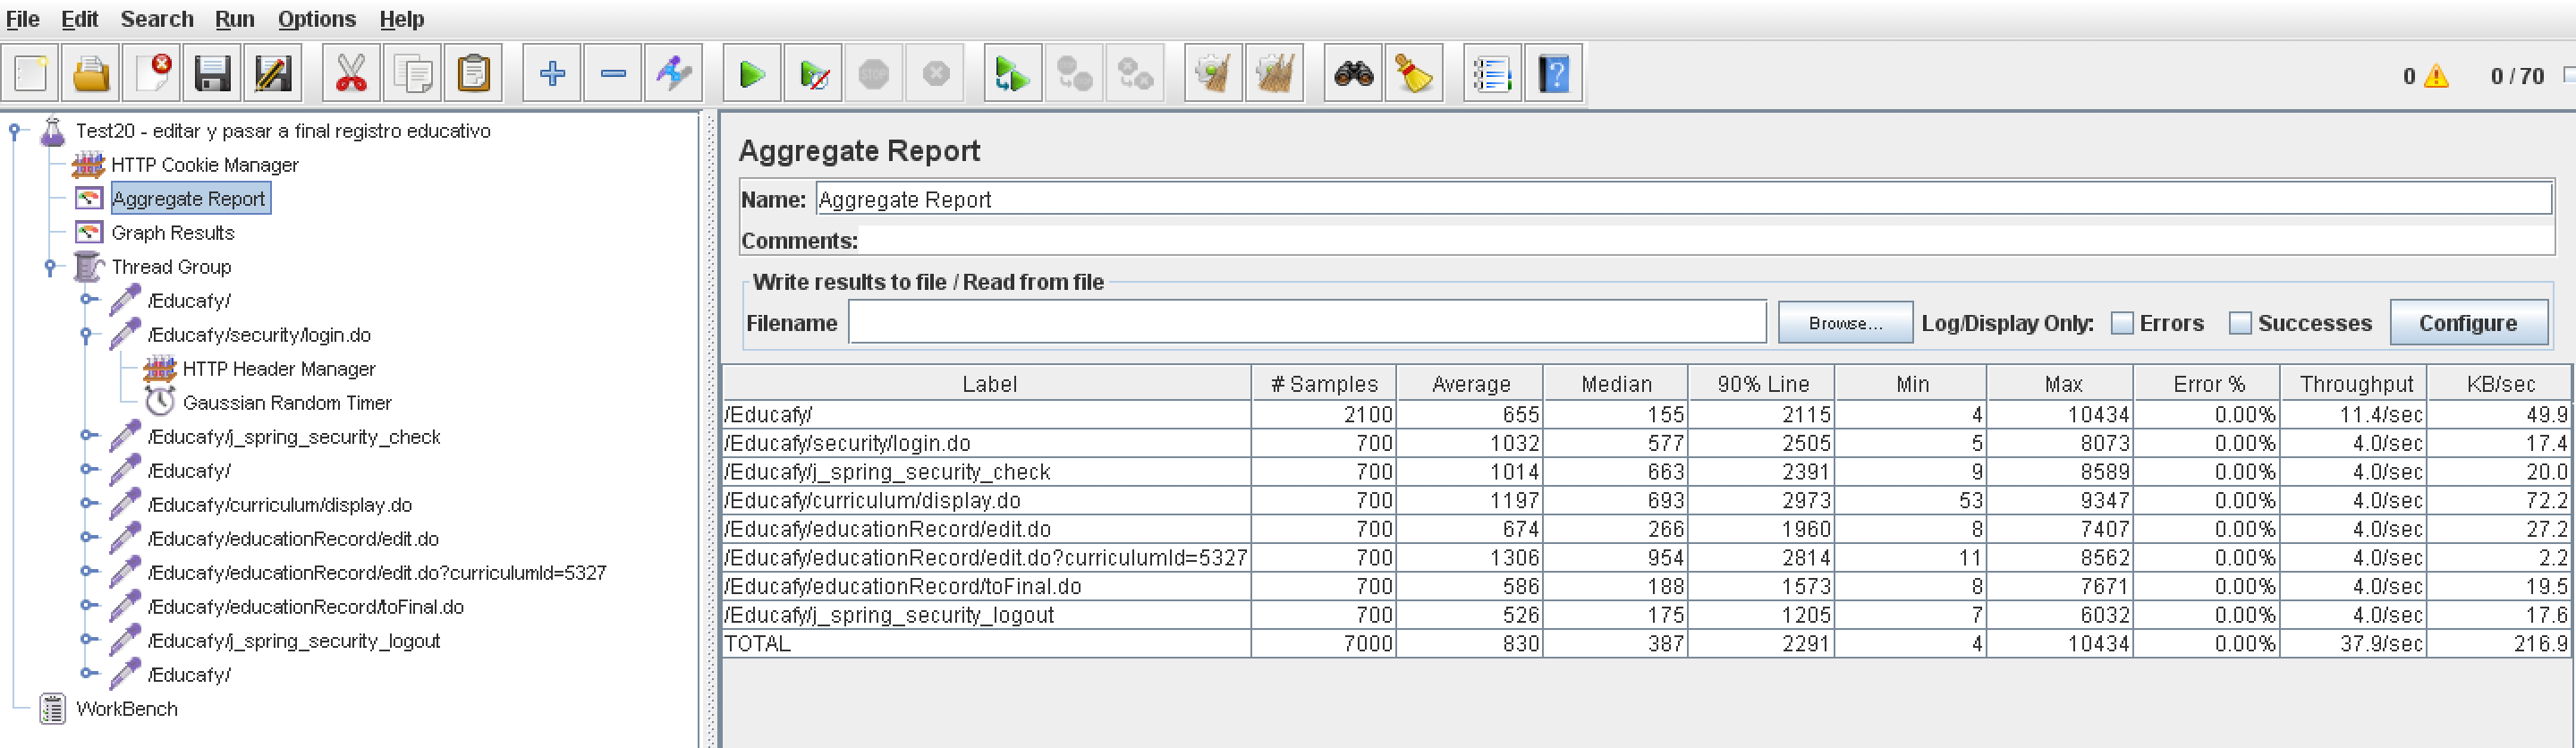 File Edit Search Run Options Help
STOP
0 0 / 70
Test20 - editar y pasar a final registro educativo
HTTP Cookie Manager
Aggregate Report
Graph Results
Thread Group
/Educafy/
/Educafy/security/login.do
HTTP Header Manager
Gaussian Random Timer
/Educafy/j_spring_security_check
/Educafy/
/Educafy/curriculum/display.do
/Educafy/educationRecord/edit.do
/Educafy/educationRecord/edit.do?curriculumId=5327
/Educafy/educationRecord/toFinal.do
/Educafy/j_spring_security_logout
/Educafy/
WorkBench
Aggregate Report
Name: Aggregate Report
Comments:
Write results to file / Read from file
Filename Browse... Log/Display Only: Errors Successes Configure
Label # Samples Average Median 90% Line Min Max Error % Throughput KB/sec
/Educafy/ 2100 655 155 2115 4 10434 0.00% 11.4/sec 49.9
/Educafy/security/login.do 700 1032 577 2505 5 8073 0.00% 4.0/sec 17.4
/Educafy/j_spring_security_check 700 1014 663 2391 9 8589 0.00% 4.0/sec 20.0
/Educafy/curriculum/display.do 700 1197 693 2973 53 9347 0.00% 4.0/sec 72.2
/Educafy/educationRecord/edit.do 700 674 266 1960 8 7407 0.00% 4.0/sec 27.2
/Educafy/educationRecord/edit.do?curriculumId=5327 700 1306 954 2814 11 8562 0.00% 4.0/sec 2.2
/Educafy/educationRecord/toFinal.do 700 586 188 1573 8 7671 0.00% 4.0/sec 19.5
/Educafy/j_spring_security_logout 700 526 175 1205 7 6032 0.00% 4.0/sec 17.6
TOTAL 7000 830 387 2291 4 10434 0.00% 37.9/sec 216.9